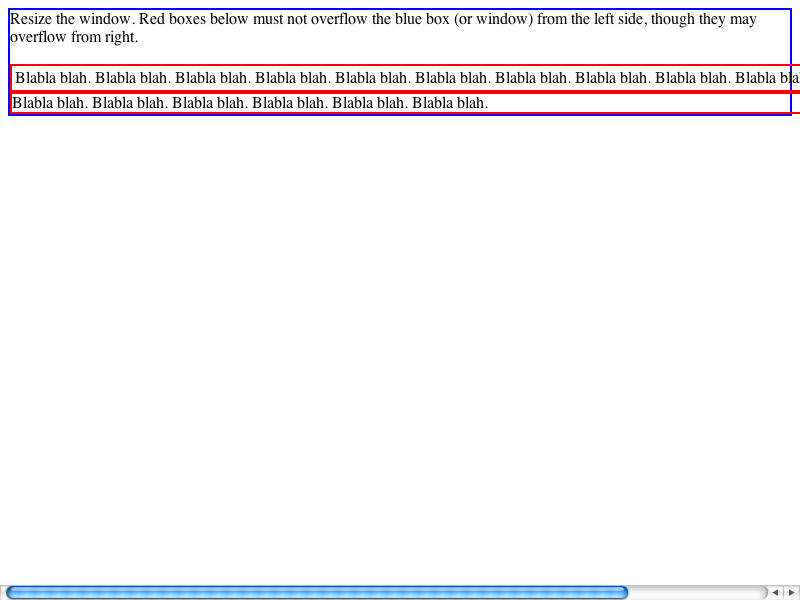 Resize the window. Red boxes below must not overflow the blue box (or window) from the left side, though they may
overflow from right.
Blabla blah. Blabla blah. Blabla blah. Blabla blah. Blabla blah. Blabla blah. Blabla blah. Blabla blah. Blabla blah. Blabla bla
Blabla blah. Blabla blah. Blabla blah. Blabla blah. Blabla blah. Blabla blah.